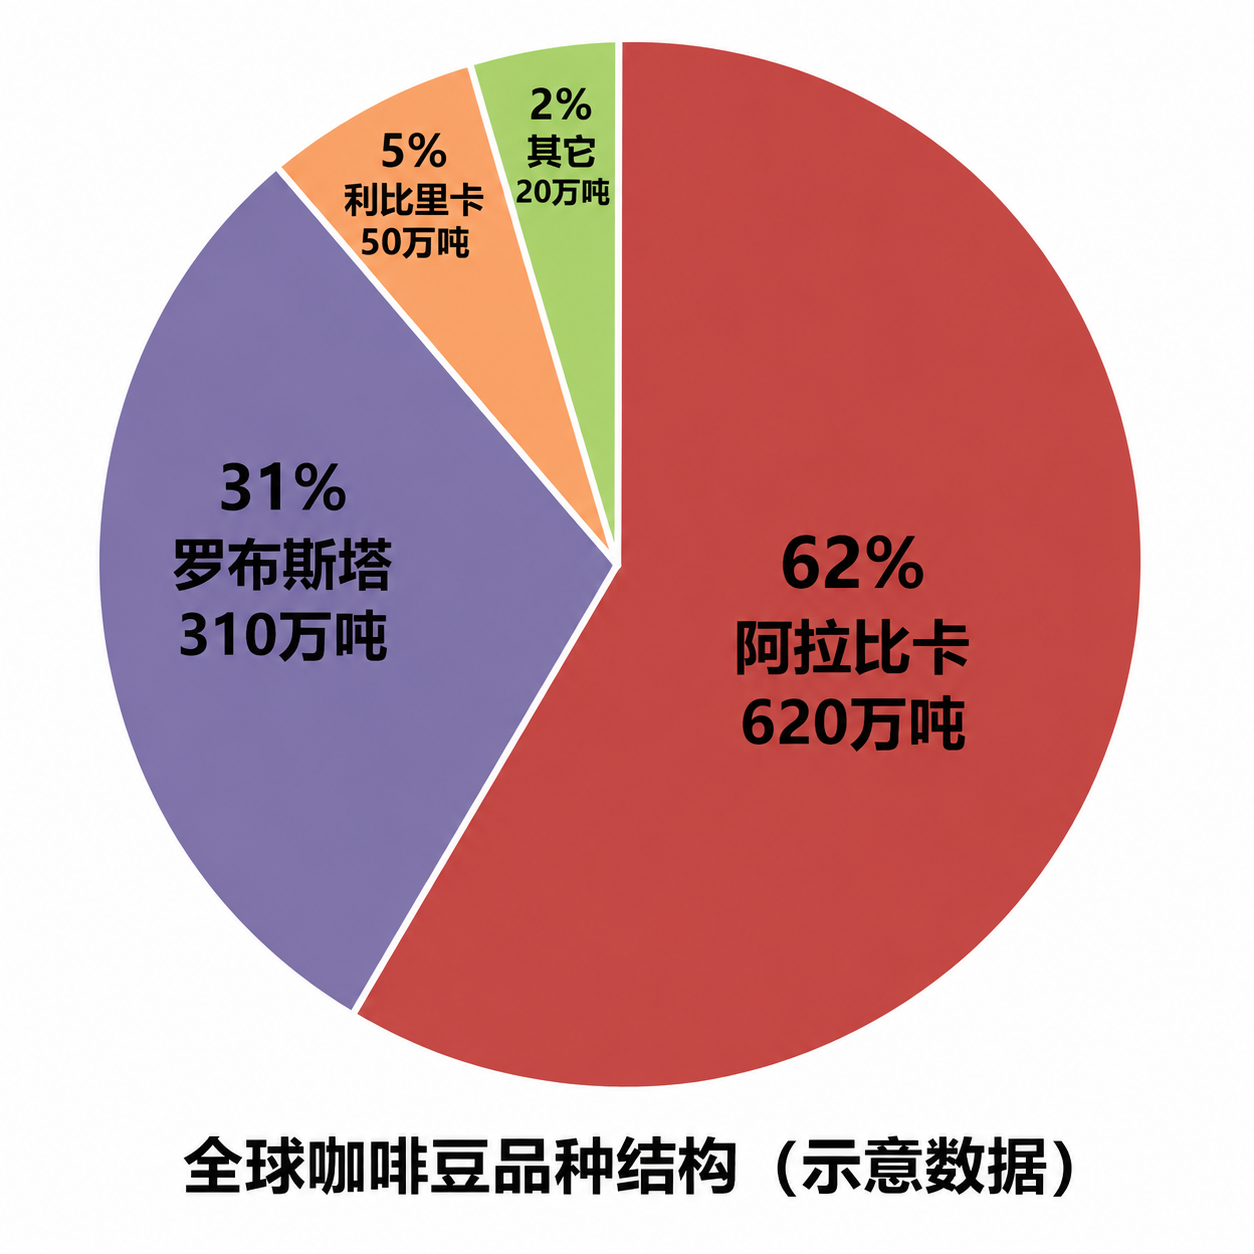 2%
其它
20万吨
5%
利比里卡
50万吨
31%
罗布斯塔
310万吨
62%
阿拉比卡
620万吨
全球咖啡豆品种结构（示意数据）